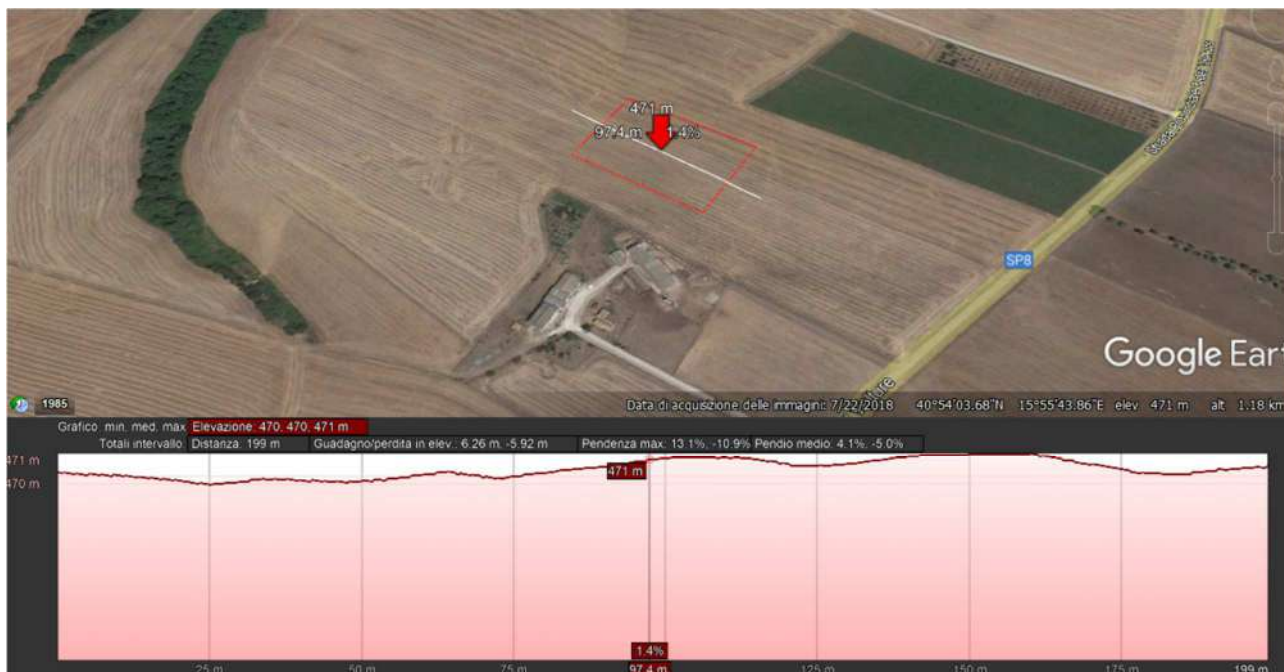 471 m
97.4 m 1.4%
SP8
Google Eart
1985
Data di acquisizione delle immagini: 7/22/2018 40°54'03.68"N 15°55'43.86"E elev 471 m alt 1.18 km
Grafico min, med, max Elevazione: 470, 470, 471 m
Totali intervallo: Distanza: 199 m Guadagno/perdita in elev.: 6.26 m, -5.92 m Pendenza max: 13.1%, -10.9% Pendio medio: 4.1%, -5.0%
471 m
471 m
470 m
1.4%
25 m 50 m 75 m 97.4 m 125 m 150 m 175 m 199 m